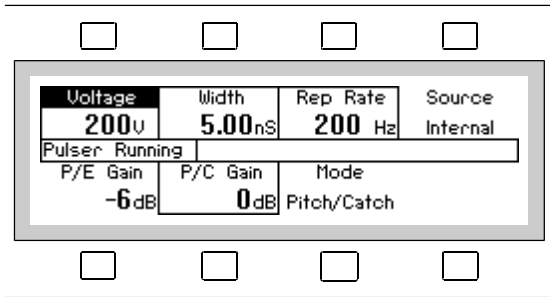 Voltage Width Rep Rate Source
200v 5.00nS 200 Hz Internal
Pulser Running
P/E Gain P/C Gain Mode
-6dB 0dB Pitch/Catch